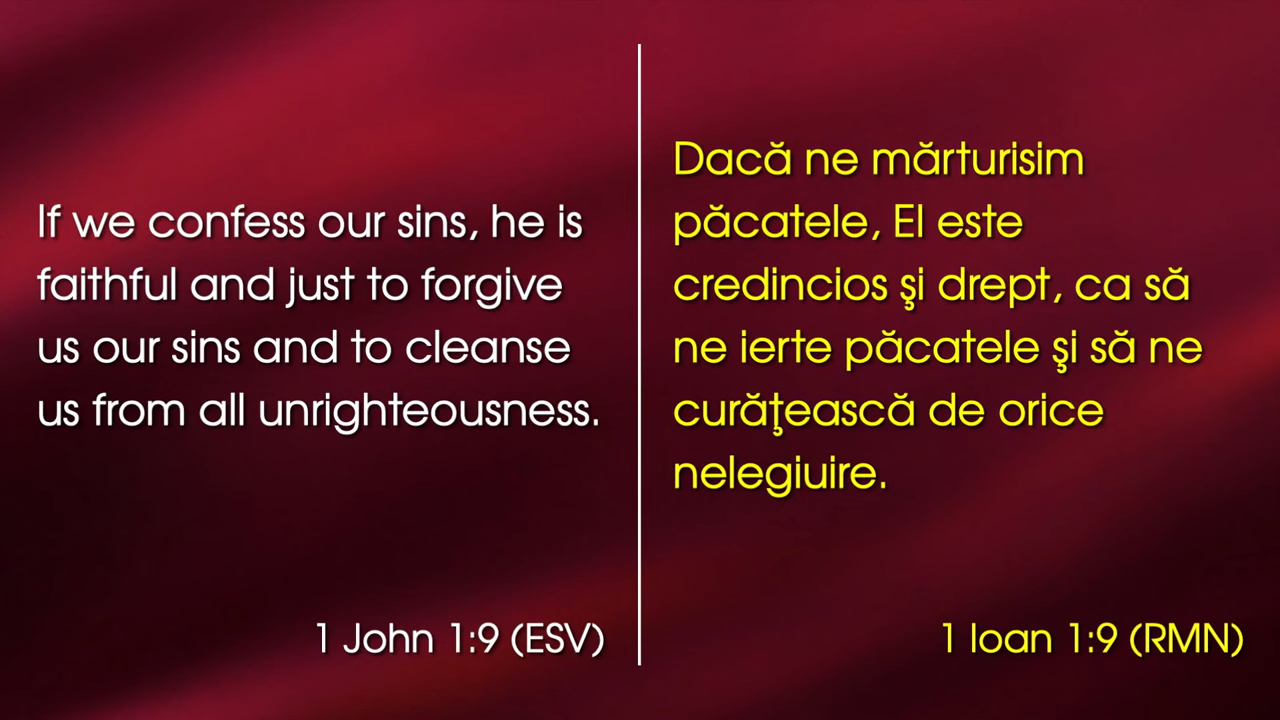 If we confess our sins, he is
faithful and just to forgive
us our sins and to cleanse
us from all unrighteousness.
1 John 1:9 (ESV)
Dacă ne mărturisim
păcatele, El este
credincios şi drept, ca să
ne ierte păcatele şi să ne
curăţească de orice
nelegiuire.
1 Ioan 1:9 (RMN)